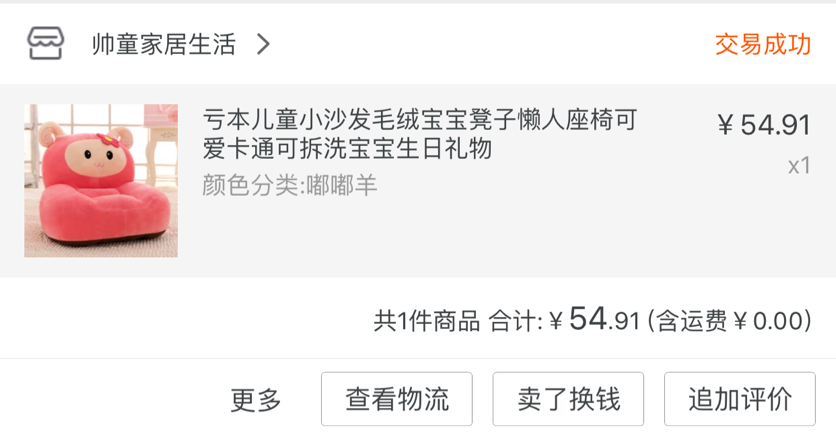 帅童家居生活
交易成功
亏本儿童小沙发毛绒宝宝凳子懒人座椅可
爱卡通可拆洗宝宝生日礼物
¥54.91
x1
颜色分类:嘟嘟羊
共1件商品 合计:¥54.91 (含运费¥0.00)
更多 查看物流 卖了换钱 追加评价